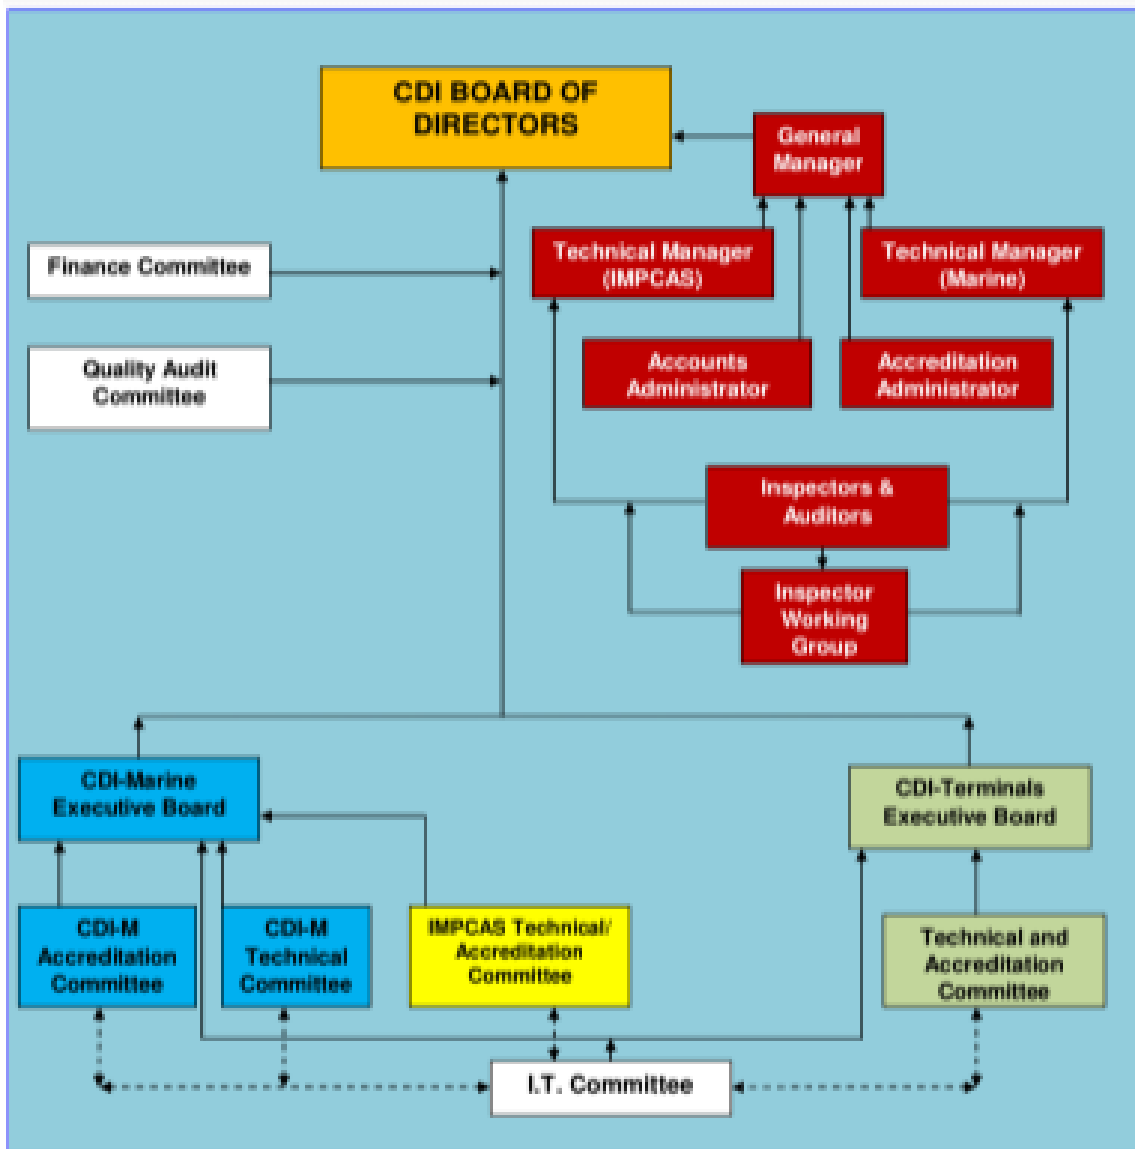 CDI BOARD OF
DIRECTORS
General
Manager
Finance Committee
Technical Manager
(IMPCAS)
Technical Manager
(Marine)
Quality Audit
Committee
Accounts
Administrator
Accreditation
Administrator
Inspectors &
Auditors
Inspector
Working
Group
CDI-Marine
Executive Board
CDI-Terminals
Executive Board
CDI-M
Accreditation
Committee
CDI-M
Technical
Committee
IMPCAS Technical/
Accreditation
Committee
Technical and
Accreditation
Committee
I.T. Committee